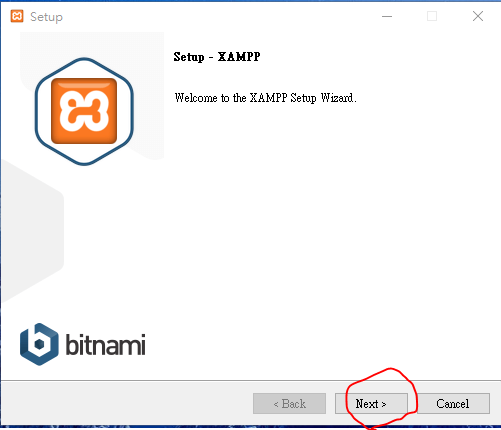 Setup
Setup - XAMPP
Welcome to the XAMPP Setup Wizard.
bitnami
< Back
Next >
Cancel